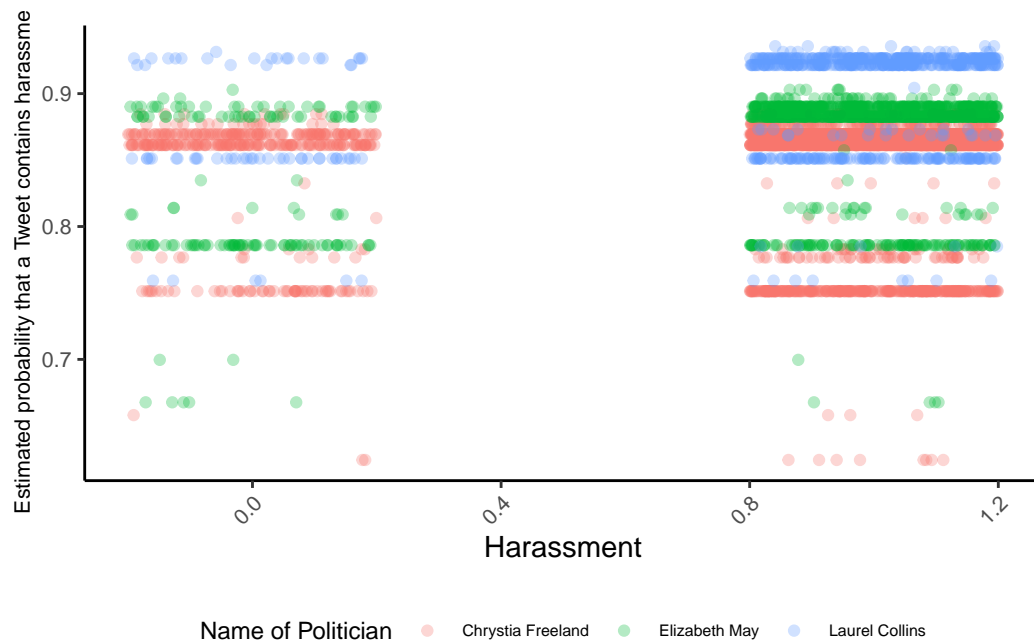 Estimated probability that a Tweet contains harassme
0.9
0.8
0.7
0.0 0.4 0.8 1.2
Harassment
Name of Politician Chrystia Freeland Elizabeth May Laurel Collins